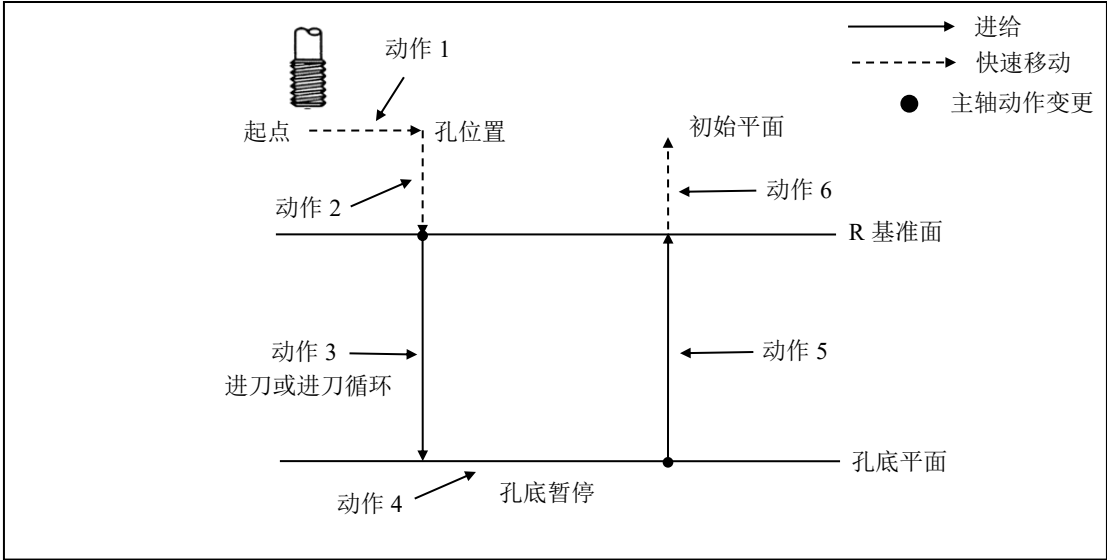 进给
动作 1
快速移动
主轴动作变更
起点
孔位置
初始平面
动作 2
动作 6
R 基准面
动作 3
进刀或进刀循环
动作 5
孔底平面
动作 4
孔底暂停